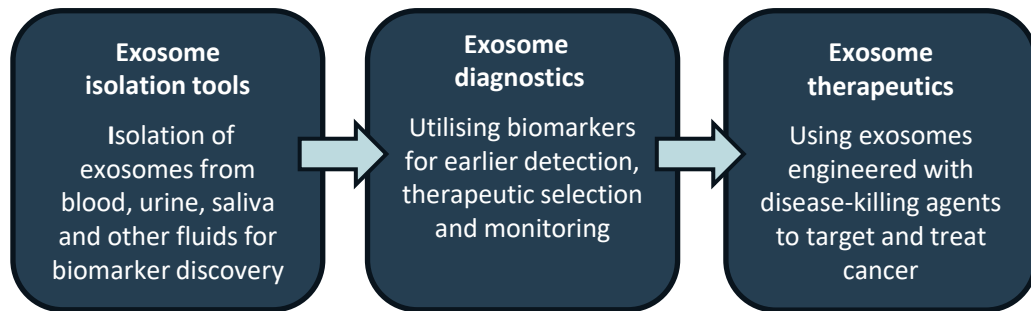 Exosome
isolation tools
Isolation of
exosomes from
blood, urine, saliva
and other fluids for
biomarker discovery
Exosome
diagnostics
Utilising biomarkers
for earlier detection,
therapeutic selection
and monitoring
Exosome
therapeutics
Using exosomes
engineered with
disease-killing agents
to target and treat
cancer